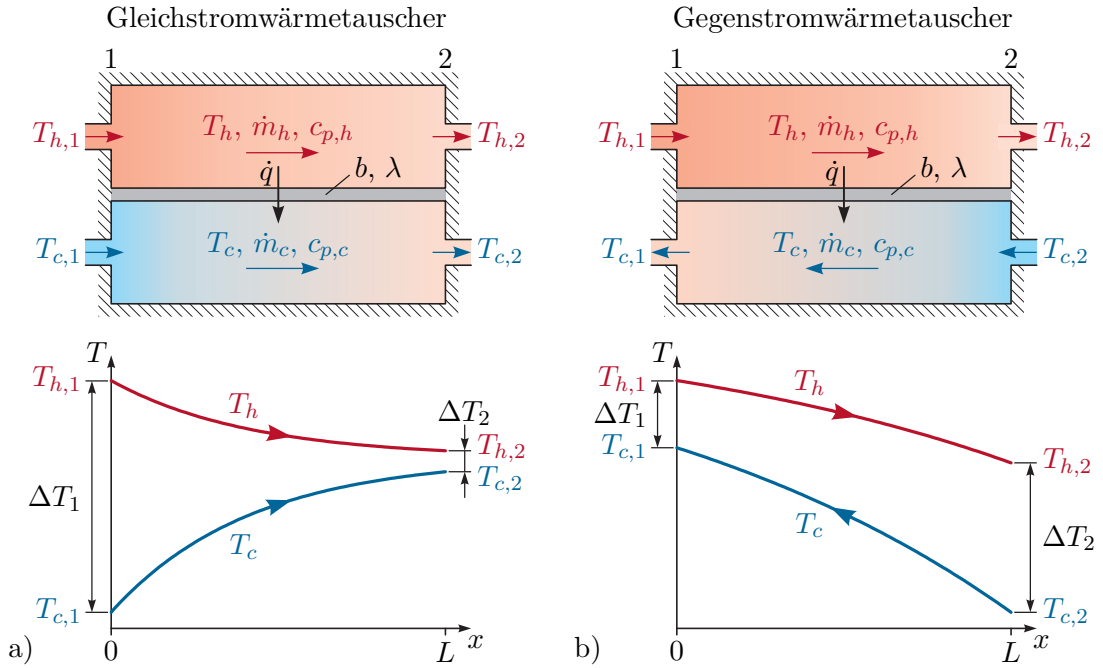 Gleichstromwärmetauscher
1 2
T_{h,1} T_h, ṁ_h, c_{p,h} T_{h,2}
q̇ b, λ
T_{c,1} T_c, ṁ_c, c_{p,c} T_{c,2}
T
T_{h,1}
T_h ΔT_2
T_{h,2}
T_{c,2}
ΔT_1
T_c
T_{c,1}
a) 0 L x
Gegenstromwärmetauscher
1 2
T_{h,1} T_h, ṁ_h, c_{p,h} T_{h,2}
q̇ b, λ
T_{c,1} T_c, ṁ_c, c_{p,c} T_{c,2}
T
T_{h,1} T_h
ΔT_1
T_{c,1}
T_{h,2}
T_c
ΔT_2
T_{c,2}
b) 0 L x